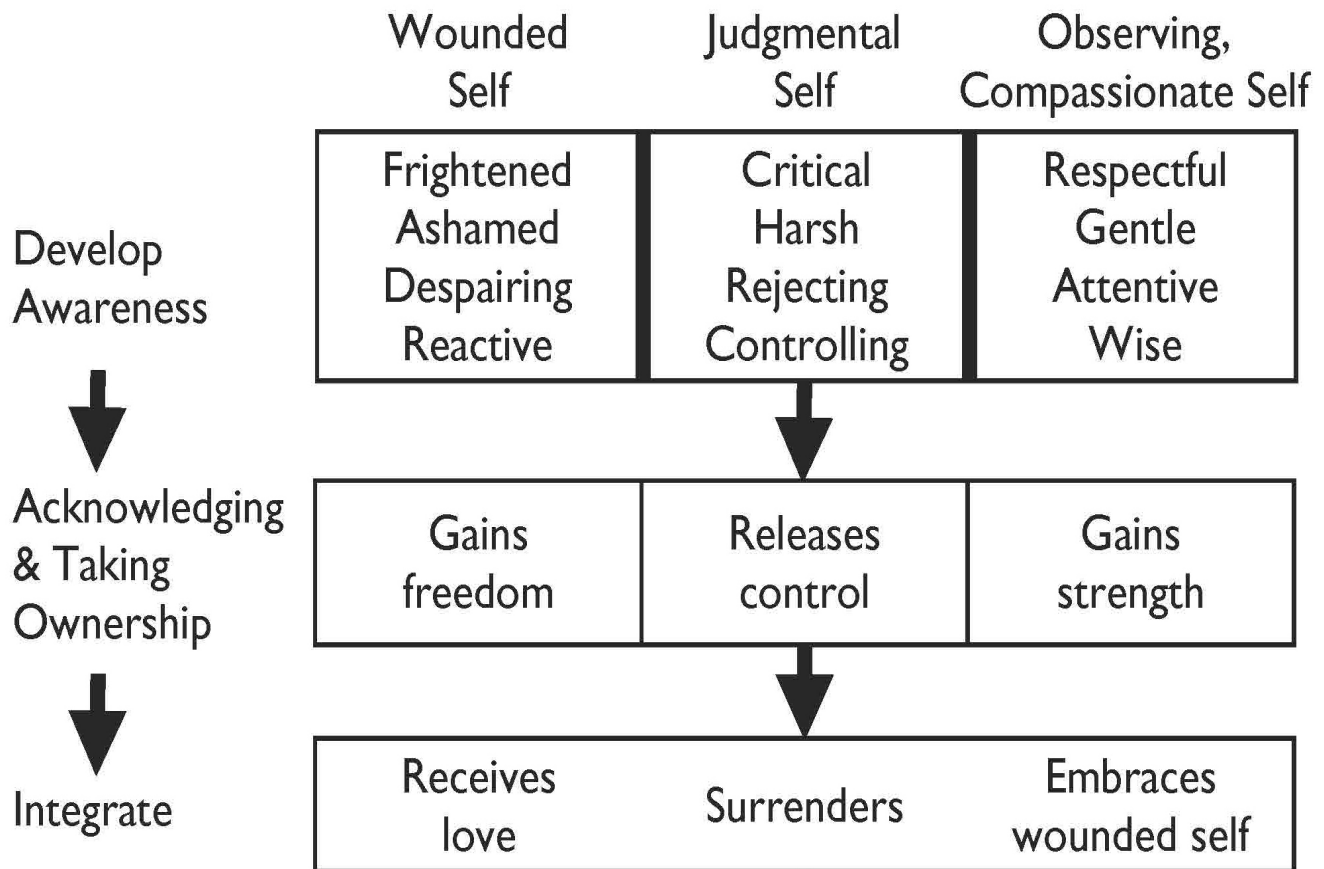 Wounded
Self
Judgmental
Self
Observing,
Compassionate Self
Develop
Awareness
Frightened
Ashamed
Despairing
Reactive
Critical
Harsh
Rejecting
Controlling
Respectful
Gentle
Attentive
Wise
Acknowledging
& Taking
Ownership
Gains
freedom
Releases
control
Gains
strength
Integrate
Receives
love
Surrenders
Embraces
wounded self